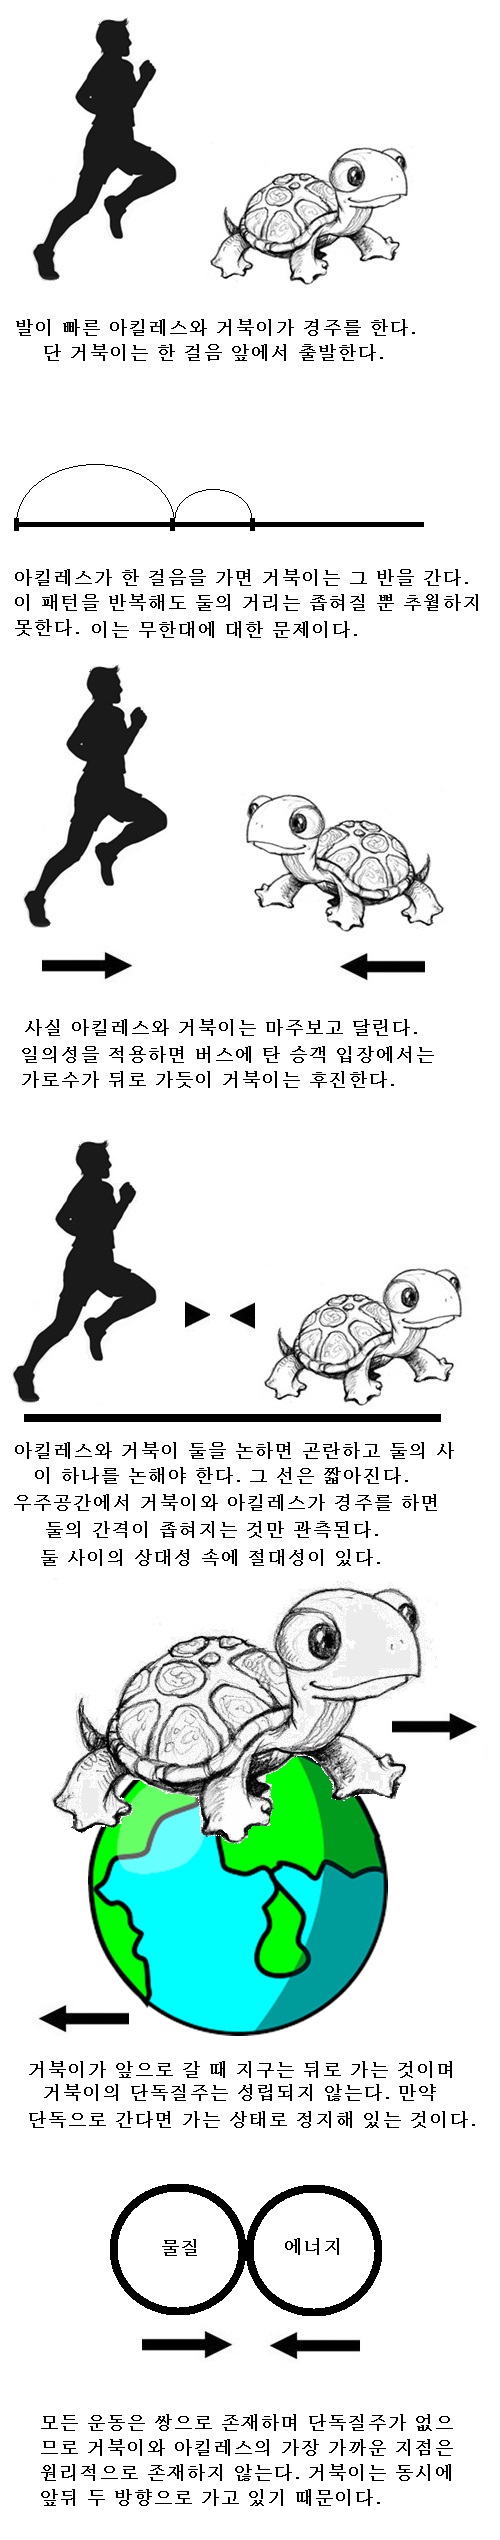 발이 빠른 아킬레스와 거북이가 경주를 한다.
단 거북이는 한 걸음 앞에서 출발한다.
아킬레스가 한 걸음을 가면 거북이는 그 반을 간다.
이 패턴을 반복해도 둘의 거리는 좁혀질 뿐 추월하지
못한다. 이는 무한대에 대한 문제이다.
사실 아킬레스와 거북이는 마주보고 달린다.
일의성을 적용하면 버스에 탄 승객 입장에서는
가로수가 뒤로 가듯이 거북이는 후진한다.
아킬레스와 거북이 둘을 논하면 곤란하고 둘의 사
이 하나를 논해야 한다. 그 선은 짧아진다.
우주공간에서 거북이와 아킬레스가 경주를 하면
둘의 간격이 좁혀지는 것만 관측된다.
둘 사이의 상대성 속에 절대성이 있다.
거북이가 앞으로 갈 때 지구는 뒤로 가는 것이며
거북이의 단독질주는 성립되지 않는다. 만약
단독으로 간다면 가는 상태로 정지해 있는 것이다.
물질
에너지
모든 운동은 쌍으로 존재하며 단독질주가 없으
므로 거북이와 아킬레스의 가장 가까운 지점은
원리적으로 존재하지 않는다. 거북이는 동시에
앞뒤 두 방향으로 가고 있기 때문이다.